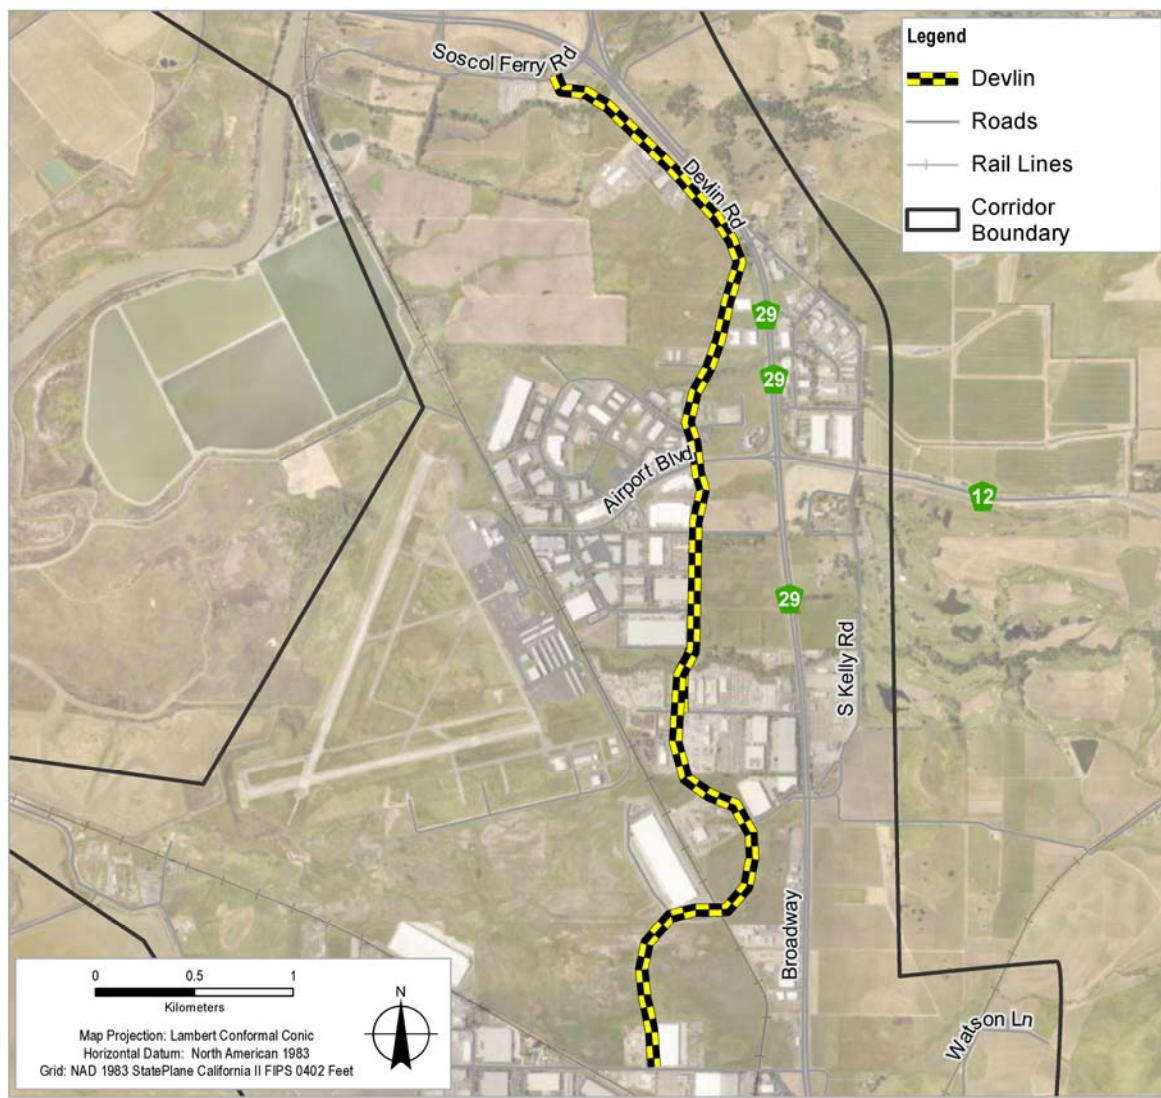 Soscol Ferry Rd
Legend
Devlin
Roads
Rail Lines
Corridor
Boundary
Devlin Rd
29
29
Airport Blvd
12
29
S Kelly Rd
Broadway
Watson Ln
0 0.5 1
Kilometers
N
Map Projection: Lambert Conformal Conic
Horizontal Datum: North American 1983
Grid: NAD 1983 StatePlane California II FIPS 0402 Feet